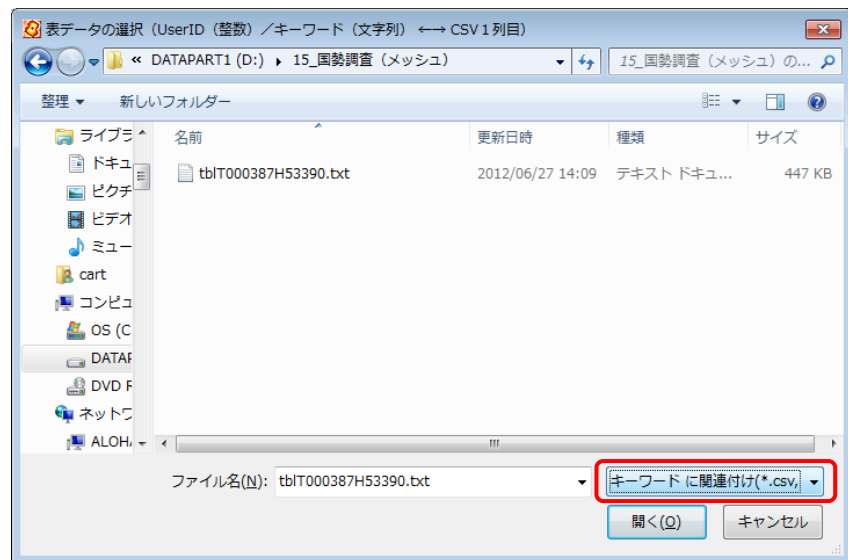 表データの選択（UserID（整数）／キーワード（文字列） ←→ CSV１列目）
« DATAPART1 (D:) ▸ 15_国勢調査（メッシュ）
15_国勢調査（メッシュ）の...
整理 ▼ 新しいフォルダー
名前 更新日時 種類 サイズ
tblT000387H53390.txt 2012/06/27 14:09 テキスト ドキュ... 447 KB
ライブラ
ドキュ
ピクチ
ビデオ
ミュー
cart
コンピュ
OS (C
DATAP
DVD R
ネットワ
ALOHA
ファイル名(N): tblT000387H53390.txt
キーワード に関連付け(*.csv,
開く(O) キャンセル